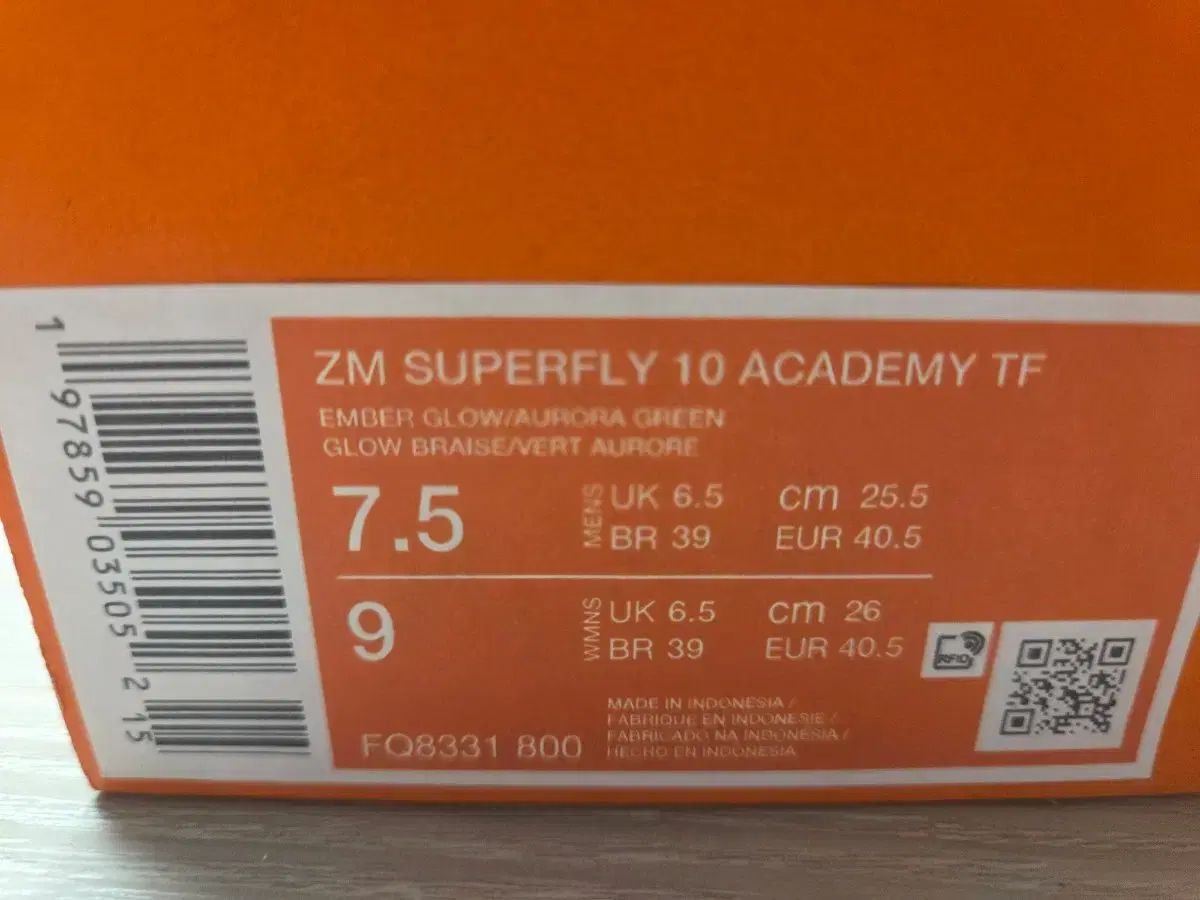 ZM SUPERFLY 10 ACADEMY TF
EMBER GLOW/AURORA GREEN
GLOW BRAISE/VERT AURORE
7.5
MENS
UK 6.5 cm 25.5
BR 39 EUR 40.5
9
WMNS
UK 6.5 cm 26
BR 39 EUR 40.5
RFID
FQ8331 800
MADE IN INDONESIA /
FABRIQUE EN INDONESIE /
FABRICADO NA INDONESIA /
HECHO EN INDONESIA
1 97859 03505 2 15